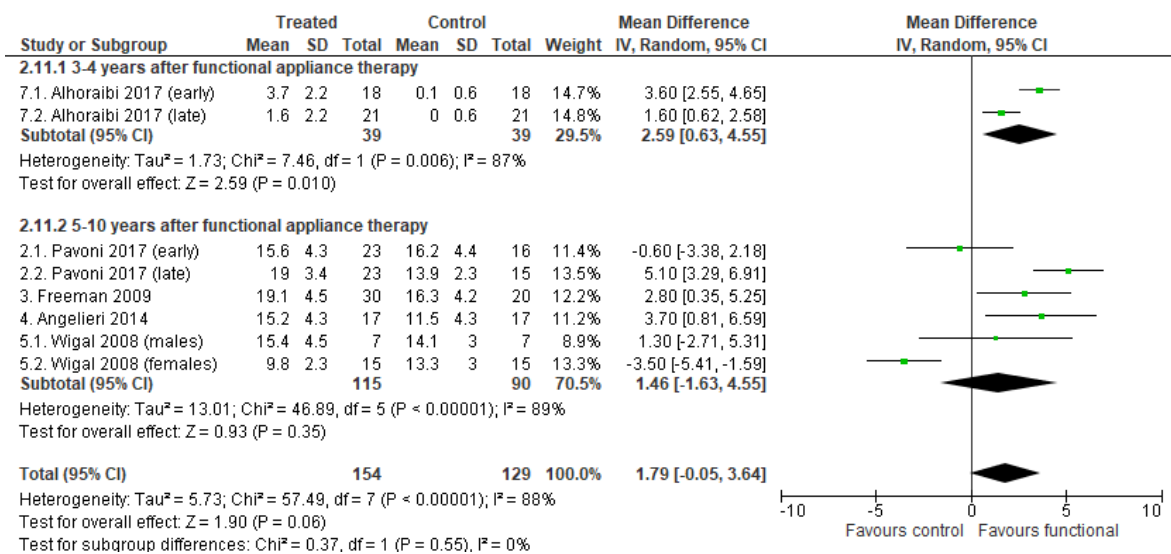 Treated Control Mean Difference Mean Difference
Study or Subgroup Mean SD Total Mean SD Total Weight IV, Random, 95% CI IV, Random, 95% CI
2.11.1 3-4 years after functional appliance therapy
7.1. Alhoraibi 2017 (early) 3.7 2.2 18 0.1 0.6 18 14.7% 3.60 [2.55, 4.65]
7.2. Alhoraibi 2017 (late) 1.6 2.2 21 0 0.6 21 14.8% 1.60 [0.62, 2.58]
Subtotal (95% CI) 39 39 29.5% 2.59 [0.63, 4.55]
Heterogeneity: Tau² = 1.73; Chi² = 7.46, df = 1 (P = 0.006); I² = 87%
Test for overall effect: Z = 2.59 (P = 0.010)
2.11.2 5-10 years after functional appliance therapy
2.1. Pavoni 2017 (early) 15.6 4.3 23 16.2 4.4 16 11.4% -0.60 [-3.38, 2.18]
2.2. Pavoni 2017 (late) 19 3.4 23 13.9 2.3 15 13.5% 5.10 [3.29, 6.91]
3. Freeman 2009 19.1 4.5 30 16.3 4.2 20 12.2% 2.80 [0.35, 5.25]
4. Angelieri 2014 15.2 4.3 17 11.5 4.3 17 11.2% 3.70 [0.81, 6.59]
5.1. Wigal 2008 (males) 15.4 4.5 7 14.1 3 7 8.9% 1.30 [-2.71, 5.31]
5.2. Wigal 2008 (females) 9.8 2.3 15 13.3 3 15 13.3% -3.50 [-5.41, -1.59]
Subtotal (95% CI) 115 90 70.5% 1.46 [-1.63, 4.55]
Heterogeneity: Tau² = 13.01; Chi² = 46.89, df = 5 (P < 0.00001); I² = 89%
Test for overall effect: Z = 0.93 (P = 0.35)
Total (95% CI) 154 129 100.0% 1.79 [-0.05, 3.64]
Heterogeneity: Tau² = 5.73; Chi² = 57.49, df = 7 (P < 0.00001); I² = 88%
Test for overall effect: Z = 1.90 (P = 0.06)
Test for subgroup differences: Chi² = 0.37, df = 1 (P = 0.55), I² = 0%
-10 -5 0 5 10
Favours control Favours functional